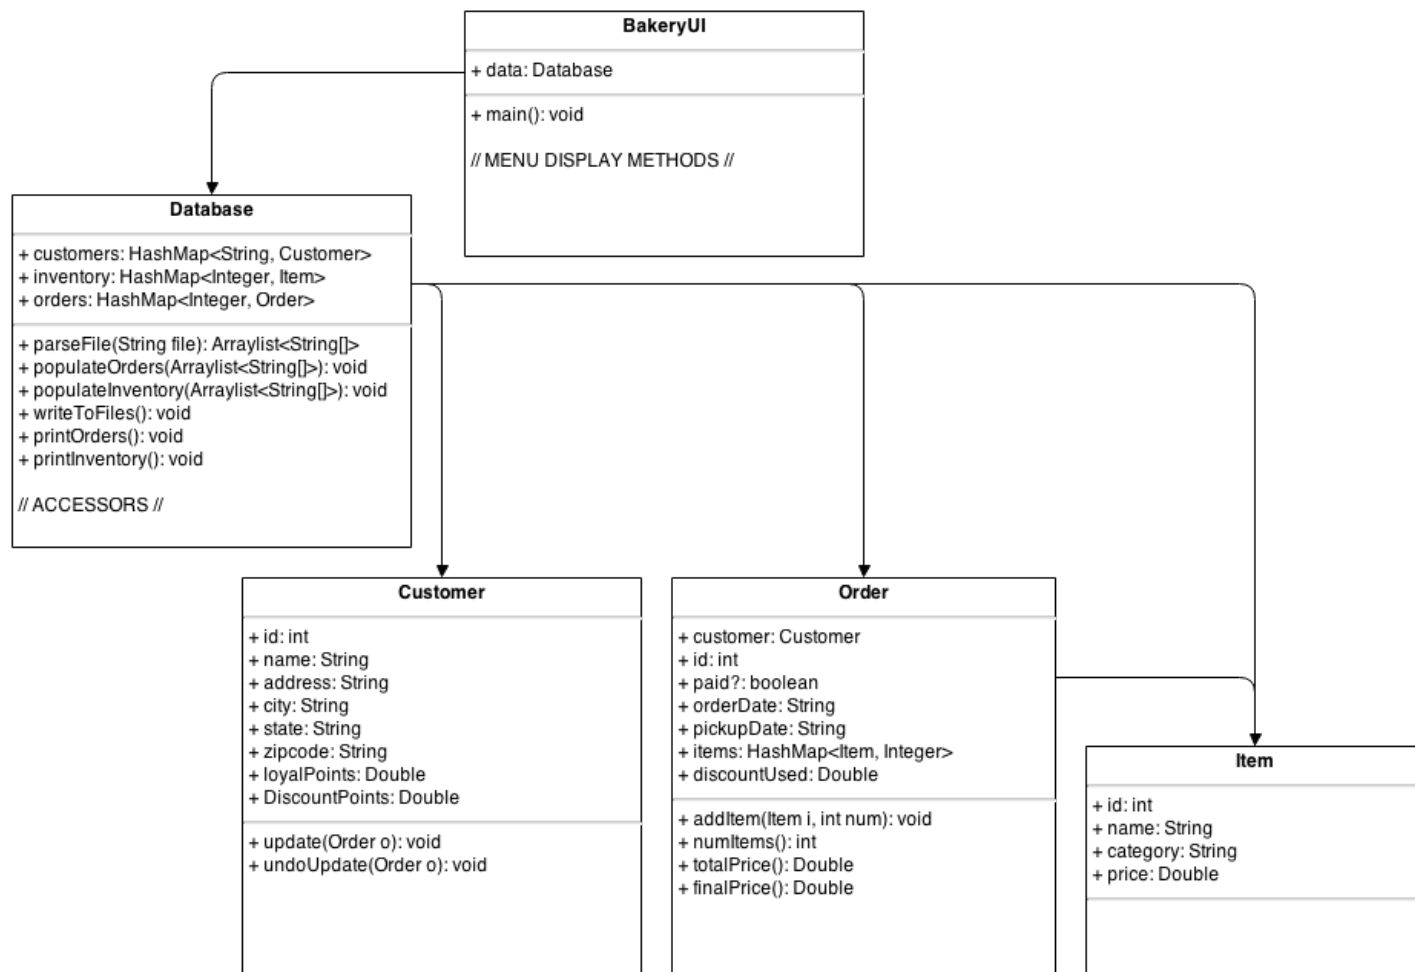 BakeryUI
+ data: Database
+ main(): void
// MENU DISPLAY METHODS //
Database
+ customers: HashMap<String, Customer>
+ inventory: HashMap<Integer, Item>
+ orders: HashMap<Integer, Order>
+ parseFile(String file): Arraylist<String[]>
+ populateOrders(Arraylist<String[]>): void
+ populateInventory(Arraylist<String[]>): void
+ writeToFiles(): void
+ printOrders(): void
+ printInventory(): void
// ACCESSORS //
Customer
+ id: int
+ name: String
+ address: String
+ city: String
+ state: String
+ zipcode: String
+ loyalPoints: Double
+ DiscountPoints: Double
+ update(Order o): void
+ undoUpdate(Order o): void
Order
+ customer: Customer
+ id: int
+ paid?: boolean
+ orderDate: String
+ pickupDate: String
+ items: HashMap<Item, Integer>
+ discountUsed: Double
+ addItem(Item i, int num): void
+ numItems(): int
+ totalPrice(): Double
+ finalPrice(): Double
Item
+ id: int
+ name: String
+ category: String
+ price: Double